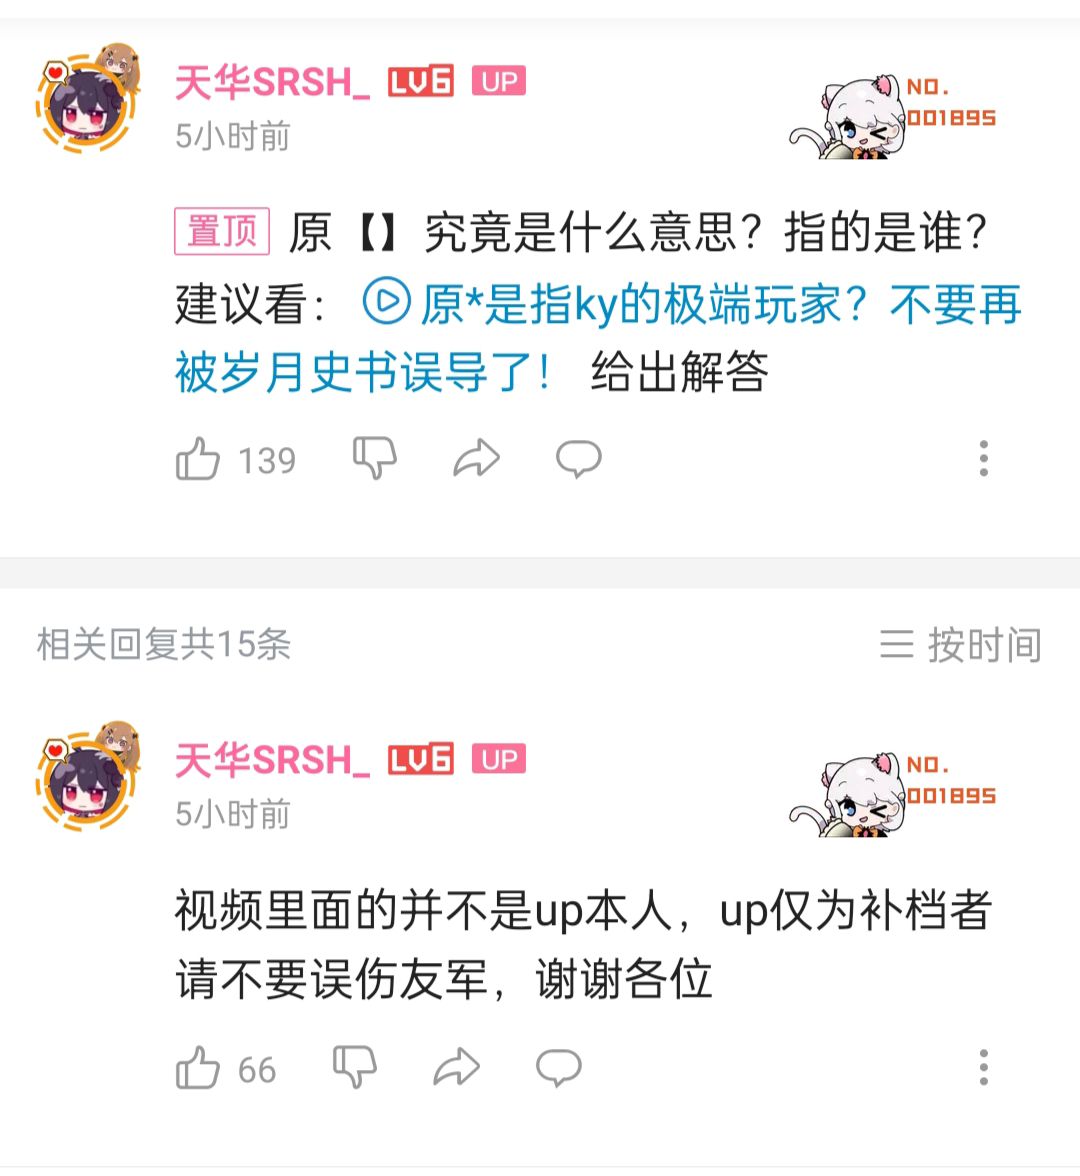 天华SRSH_ LV6 UP
NO.
001895
5小时前
置顶 原【】究竟是什么意思？指的是谁？
建议看：原*是指ky的极端玩家？不要再
被岁月史书误导了！ 给出解答
139
相关回复共15条 按时间
天华SRSH_ LV6 UP
NO.
001895
5小时前
视频里面的并不是up本人，up仅为补档者
请不要误伤友军，谢谢各位
66